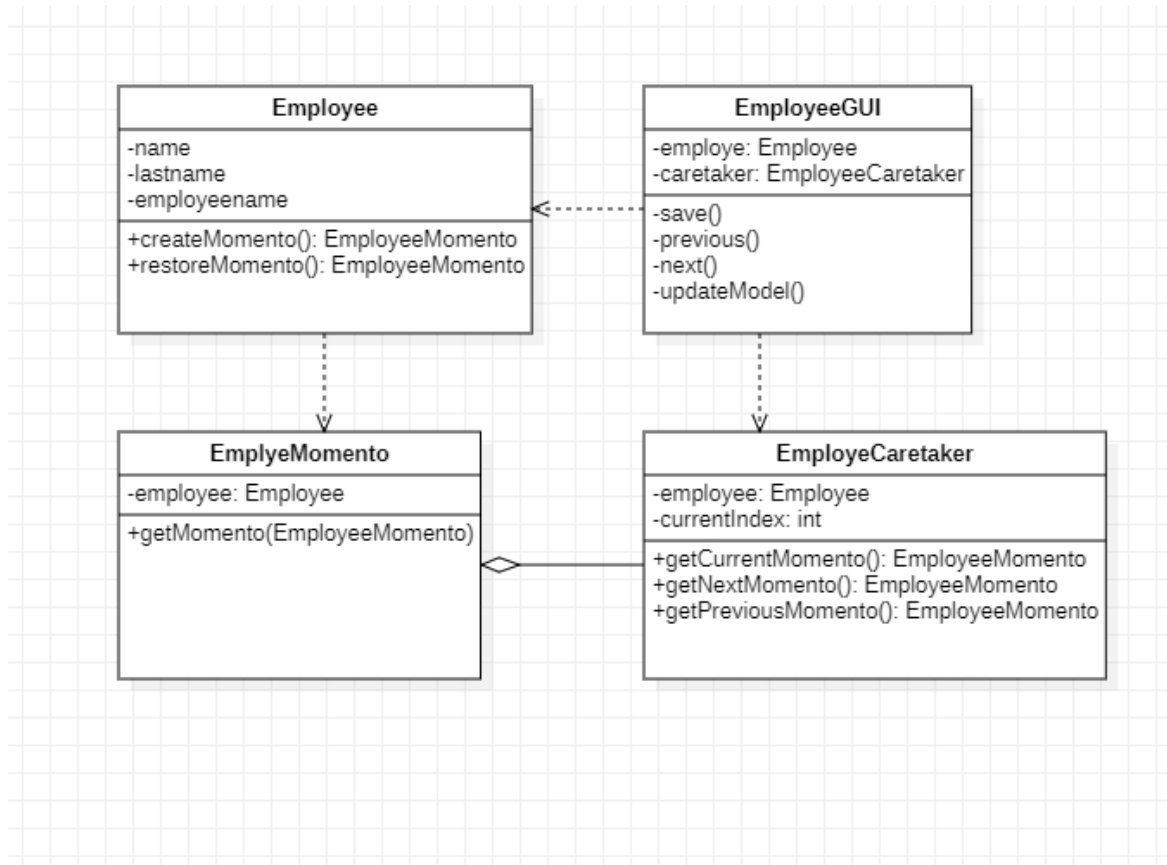 Employee
-name
-lastname
-employeename
+createMomento(): EmployeeMomento
+restoreMomento(): EmployeeMomento
EmployeeGUI
-employe: Employee
-caretaker: EmployeeCaretaker
-save()
-previous()
-next()
-updateModel()
EmplyeMomento
-employee: Employee
+getMomento(EmployeeMomento)
EmployeCaretaker
-employee: Employee
-currentIndex: int
+getCurrentMomento(): EmployeeMomento
+getNextMomento(): EmployeeMomento
+getPreviousMomento(): EmployeeMomento